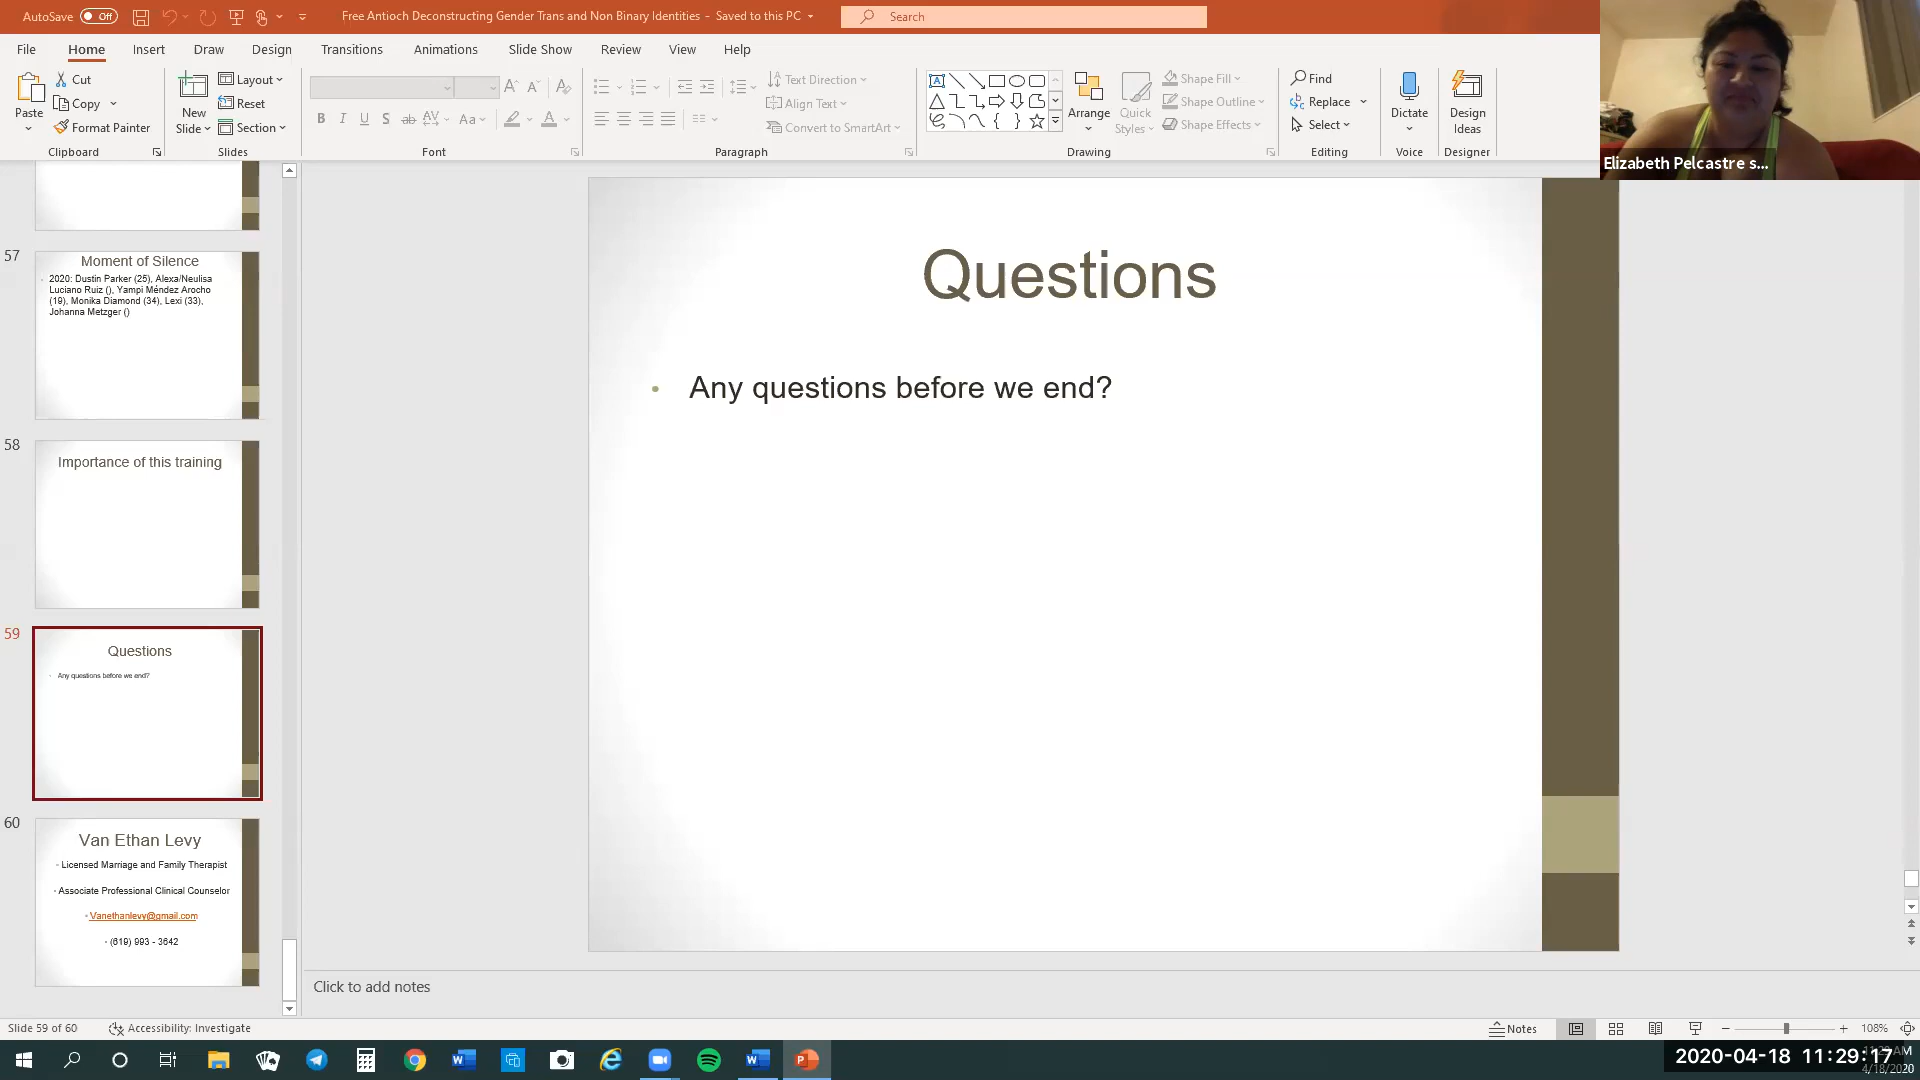 AutoSave Off
Free Antioch Deconstructing Gender Trans and Non Binary Identities - Saved to this PC
Search
File Home Insert Draw Design Transitions Animations Slide Show Review View Help
Paste
Cut
Copy
Format Painter
Clipboard
New Slide
Layout
Reset
Section
Slides
B I U S ab AV Aa A
Font
Text Direction
Align Text
Convert to SmartArt
Paragraph
Arrange
Quick Styles
Shape Fill
Shape Outline
Shape Effects
Drawing
Find
Replace
Select
Editing
Dictate
Voice
Design Ideas
Designer
Elizabeth Pelcastre s...
57
Moment of Silence
2020: Dustin Parker (25), Alexa/Neulisa
Luciano Ruiz (), Yampi Méndez Arocho
(19), Monika Diamond (34), Lexi (33),
Johanna Metzger ()
58
Importance of this training
59
Questions
Any questions before we end?
60
Van Ethan Levy
Licensed Marriage and Family Therapist
Associate Professional Clinical Counselor
Vanethanlevy@gmail.com
(619) 993 - 3642
Questions
• Any questions before we end?
Click to add notes
Slide 59 of 60
Accessibility: Investigate
Notes
108%
2020-04-18 11:29:17
4/18/2020